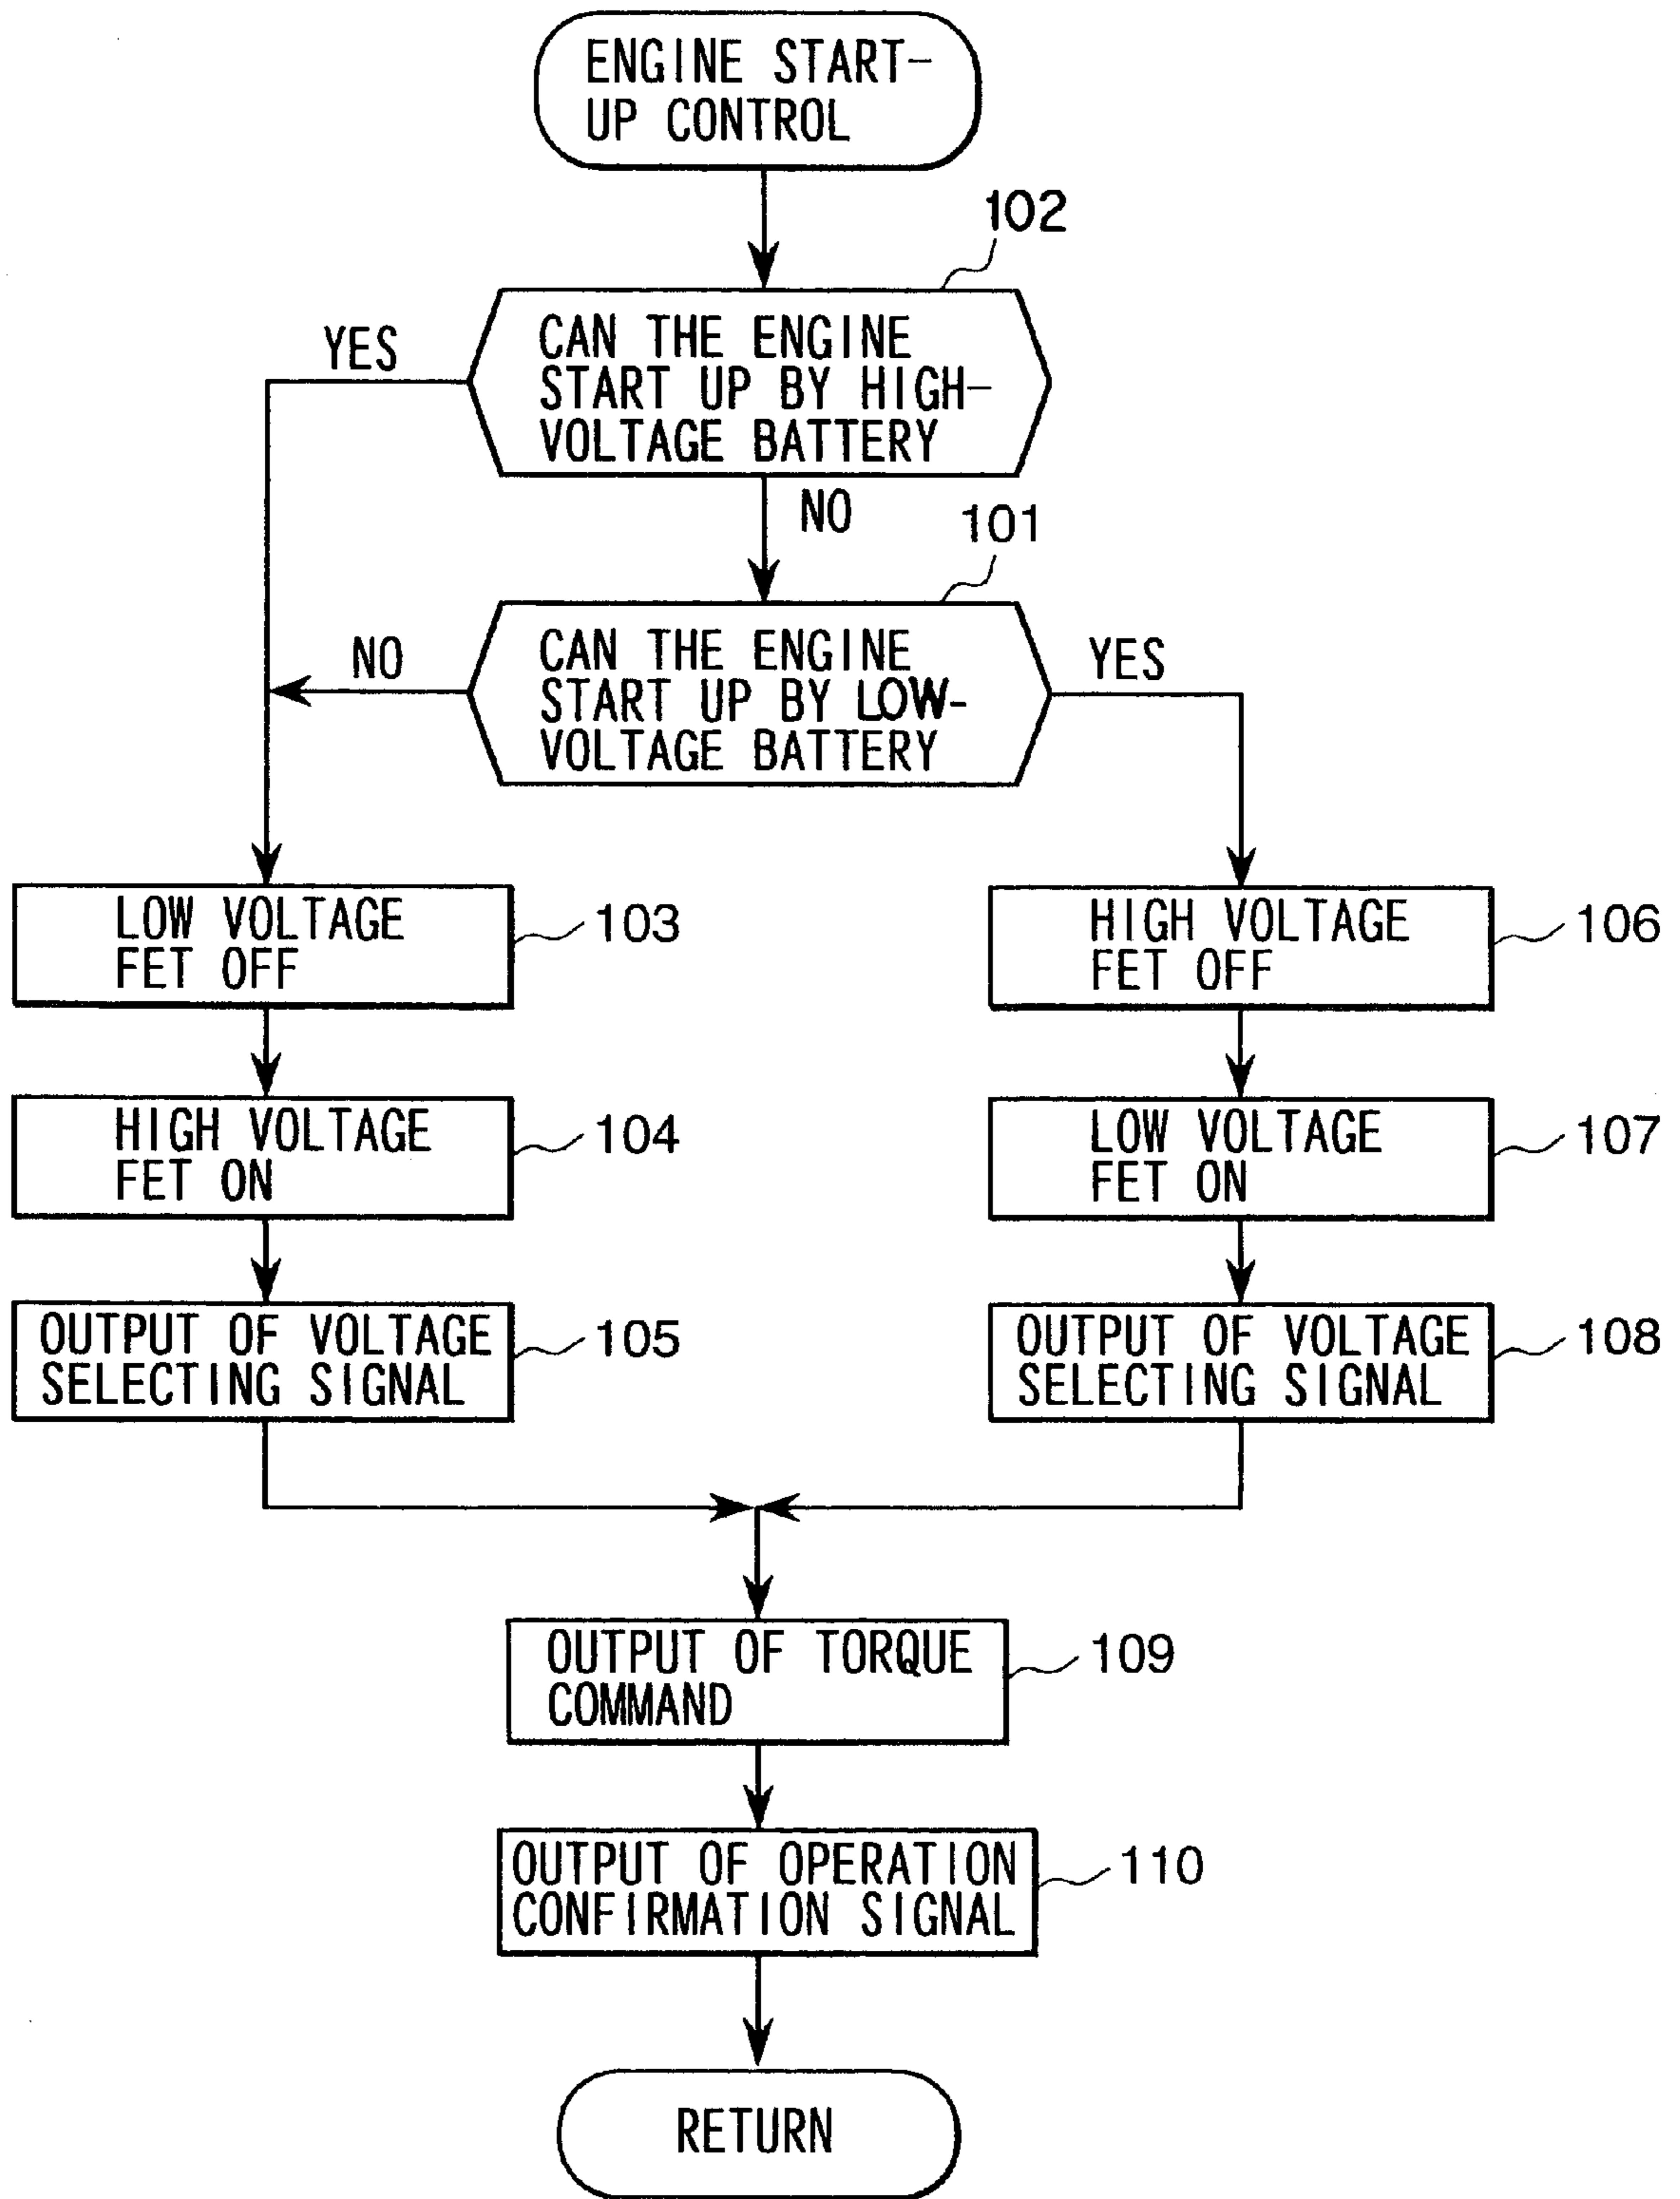 ENGINE START-
UP CONTROL
102
YES
CAN THE ENGINE
START UP BY HIGH-
VOLTAGE BATTERY
NO
101
NO
CAN THE ENGINE
START UP BY LOW-
VOLTAGE BATTERY
YES
LOW VOLTAGE
FET OFF
103
HIGH VOLTAGE
FET OFF
106
HIGH VOLTAGE
FET ON
104
LOW VOLTAGE
FET ON
107
OUTPUT OF VOLTAGE
SELECTING SIGNAL
105
OUTPUT OF VOLTAGE
SELECTING SIGNAL
108
OUTPUT OF TORQUE
COMMAND
109
OUTPUT OF OPERATION
CONFIRMATION SIGNAL
110
RETURN